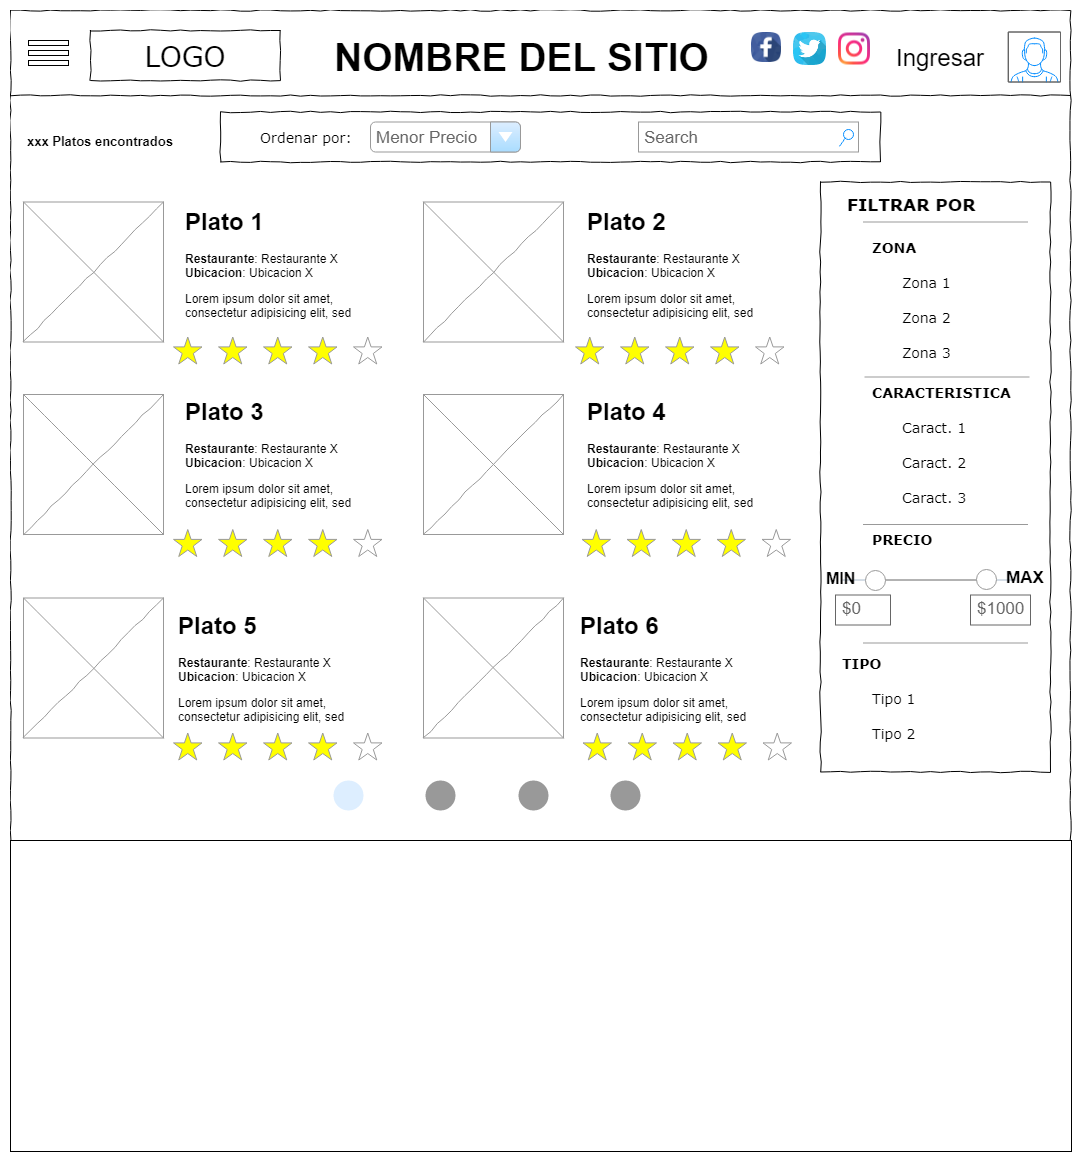 LOGO
NOMBRE DEL SITIO
Ingresar
xxx Platos encontrados
Ordenar por:
Menor Precio
Search
Plato 1
Restaurante: Restaurante X
Ubicacion: Ubicacion X
Lorem ipsum dolor sit amet,
consectetur adipisicing elit, sed
Plato 2
Restaurante: Restaurante X
Ubicacion: Ubicacion X
Lorem ipsum dolor sit amet,
consectetur adipisicing elit, sed
Plato 3
Restaurante: Restaurante X
Ubicacion: Ubicacion X
Lorem ipsum dolor sit amet,
consectetur adipisicing elit, sed
Plato 4
Restaurante: Restaurante X
Ubicacion: Ubicacion X
Lorem ipsum dolor sit amet,
consectetur adipisicing elit, sed
Plato 5
Restaurante: Restaurante X
Ubicacion: Ubicacion X
Lorem ipsum dolor sit amet,
consectetur adipisicing elit, sed
Plato 6
Restaurante: Restaurante X
Ubicacion: Ubicacion X
Lorem ipsum dolor sit amet,
consectetur adipisicing elit, sed
FILTRAR POR
ZONA
Zona 1
Zona 2
Zona 3
CARACTERISTICA
Caract. 1
Caract. 2
Caract. 3
PRECIO
MIN
MAX
$0
$1000
TIPO
Tipo 1
Tipo 2